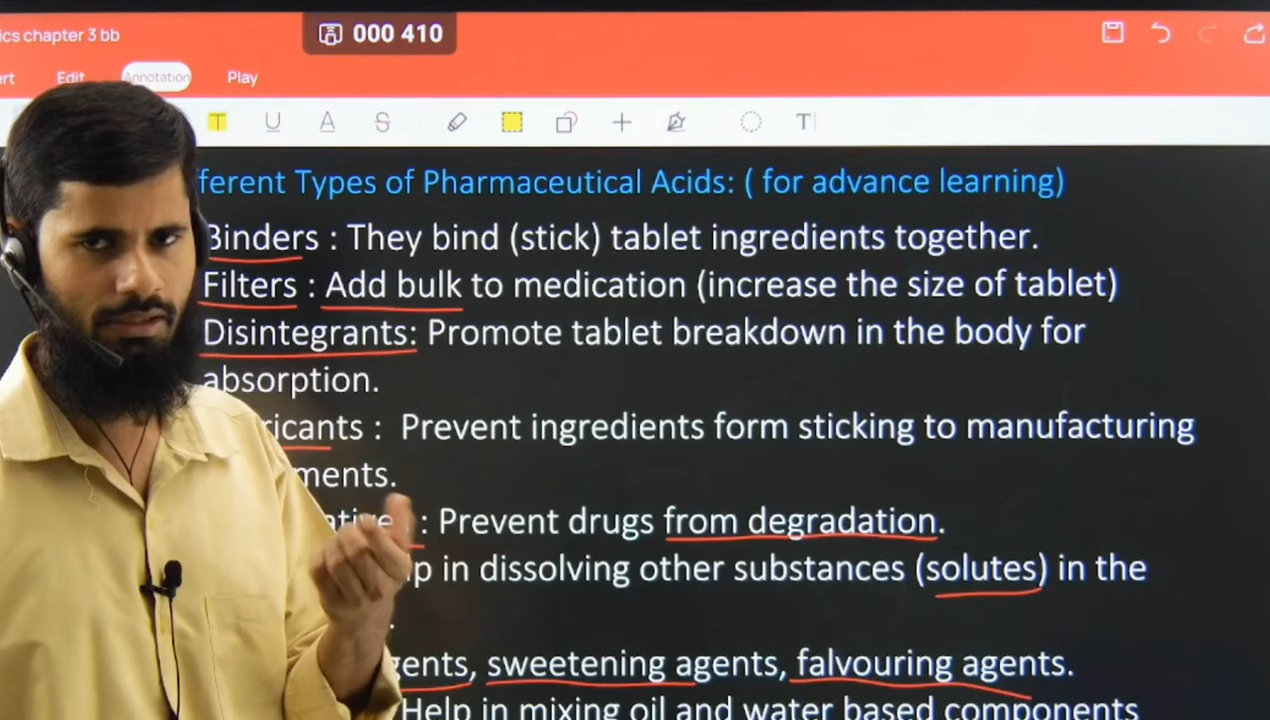 ics chapter 3 bb
000 410
ert Edit Annotation Play
T U A S T
ferent Types of Pharmaceutical Acids: ( for advance learning)
Binders : They bind (stick) tablet ingredients together.
Filters : Add bulk to medication (increase the size of tablet)
Disintegrants: Promote tablet breakdown in the body for
absorption.
ricants : Prevent ingredients form sticking to manufacturing
ments.
: Prevent drugs from degradation.
lp in dissolving other substances (solutes) in the
.
gents, sweetening agents, falvouring agents.
Help in mixing oil and water based components